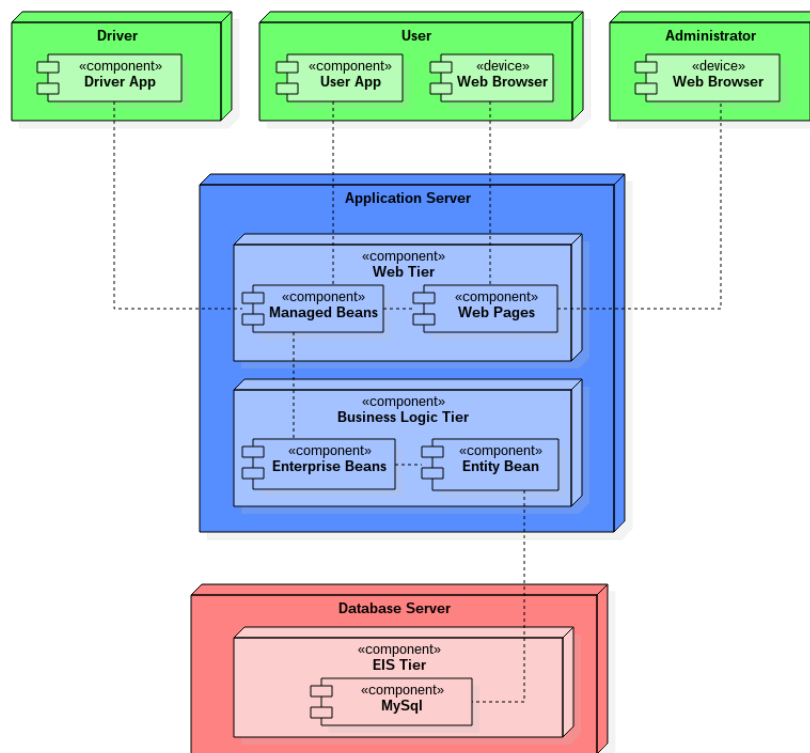 Driver
User
Administrator
«component»
Driver App
«component»
User App
«device»
Web Browser
«device»
Web Browser
Application Server
«component»
Web Tier
«component»
Managed Beans
«component»
Web Pages
«component»
Business Logic Tier
«component»
Enterprise Beans
«component»
Entity Bean
Database Server
«component»
EIS Tier
«component»
MySql